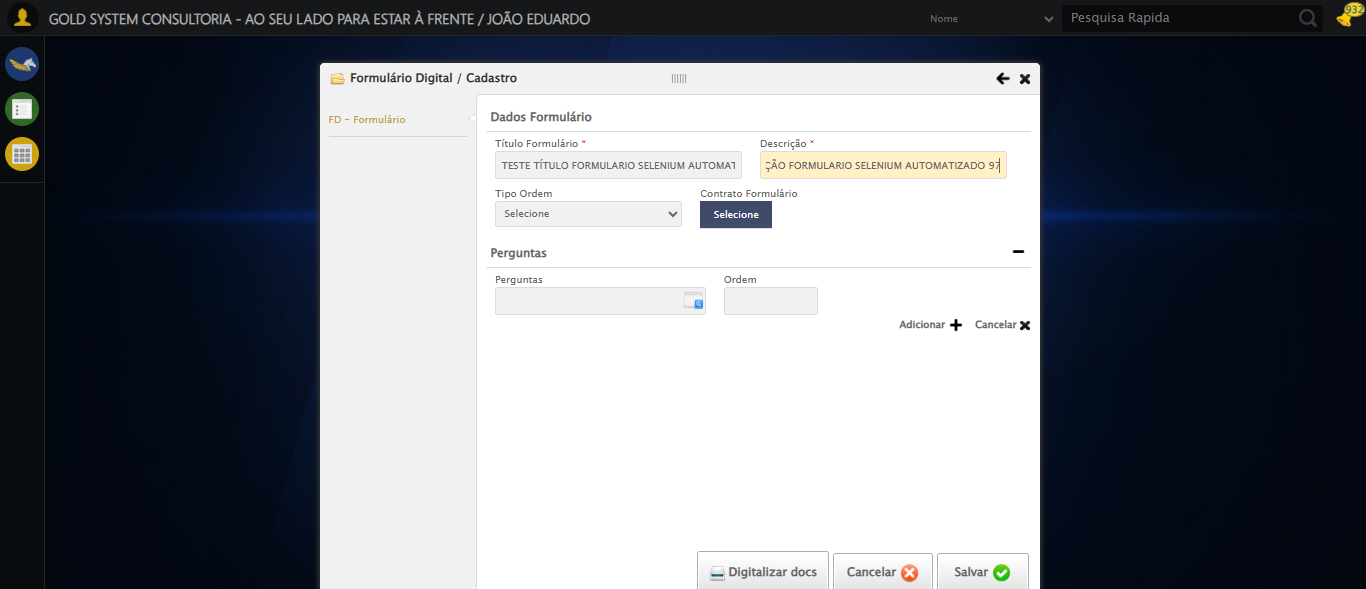 GOLD SYSTEM CONSULTORIA - AO SEU LADO PARA ESTAR À FRENTE / JOÃO EDUARDO
Nome
Pesquisa Rapida
932
Formulário Digital / Cadastro
FD - Formulário
Dados Formulário
Título Formulário *
Descrição *
TESTE TÍTULO FORMULARIO SELENIUM AUTOMAT
ÇÃO FORMULARIO SELENIUM AUTOMATIZADO 97
Tipo Ordem
Contrato Formulário
Selecione
Selecione
Perguntas
Perguntas
Ordem
Adicionar
Cancelar
Digitalizar docs
Cancelar
Salvar